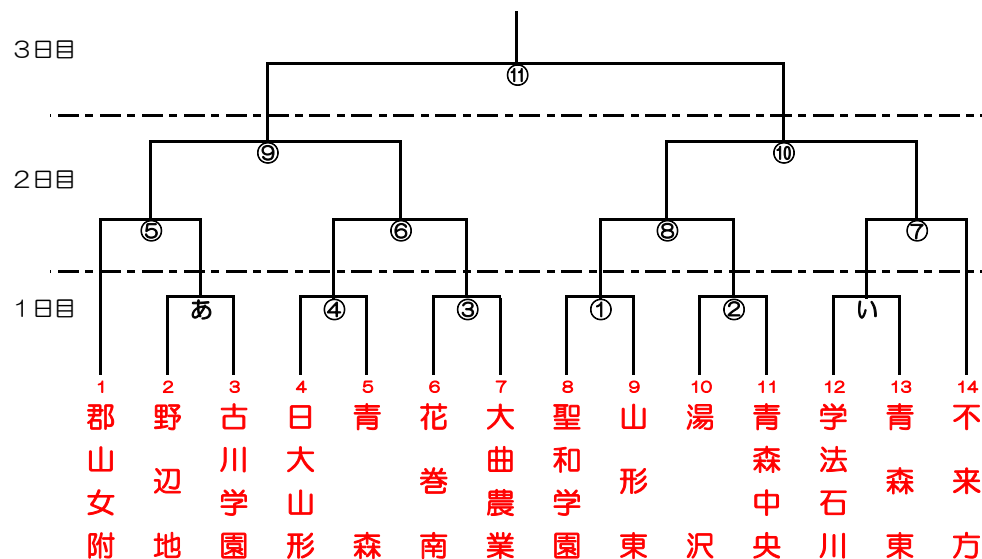 3日目
⑪
⑨
⑩
2日目
⑤
⑥
⑧
⑦
1日目
あ
④
③
①
②
い
1 2 3 4 5 6 7 8 9 10 11 12 13 14
郡山女附
野辺地
古川学園
日大山形
青森
花巻南
大曲農業
聖和学園
山形東
湯沢
青森中央
学法石川
青森東
不来方